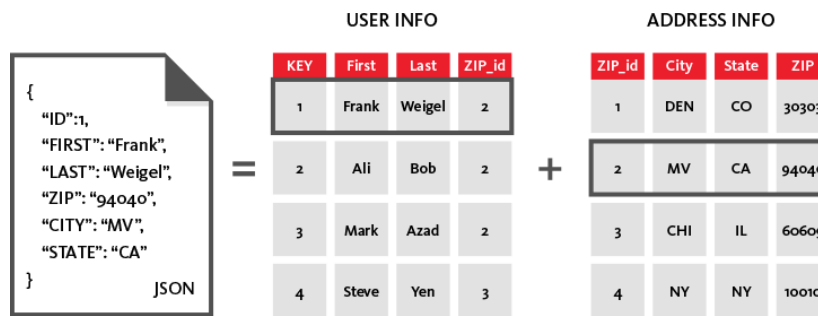 USER INFO
ADDRESS INFO
{
"ID":1,
"FIRST": "Frank",
"LAST": "Weigel",
"ZIP": "94040",
"CITY": "MV",
"STATE": "CA"
}
JSON
=
KEY First Last ZIP_id
1 Frank Weigel 2
2 Ali Bob 2
3 Mark Azad 2
4 Steve Yen 3
+
ZIP_id City State ZIP
1 DEN CO 30303
2 MV CA 94040
3 CHI IL
4 NY NY